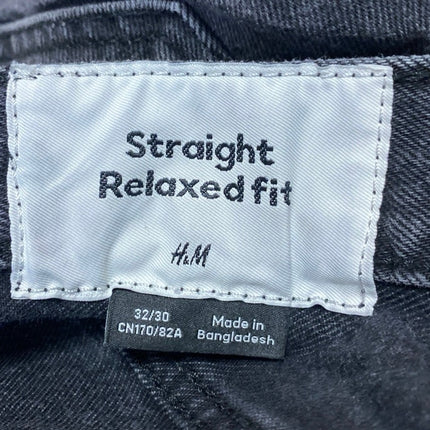 Straight
Relaxed fit
H&M
32/30
CN170/82A
Made in
Bangladesh